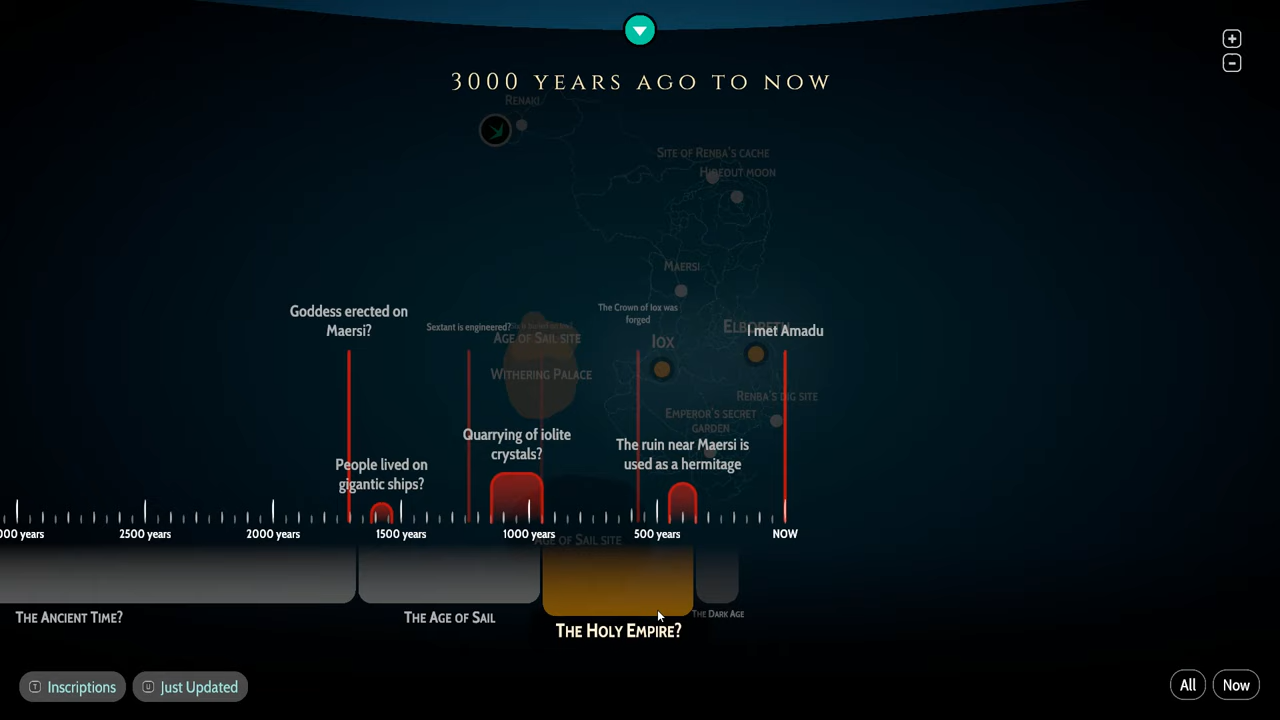 3000 YEARS AGO TO NOW
RENAKI
SITE OF RENBA'S CACHE
HIDEOUT MOON
MAERSI
Goddess erected on
Maersi?
The Crown of Iox was
forged
Sextant is engineered?
AGE OF SAIL SITE
IOX
I met Amadu
WITHERING PALACE
RENBA'S DIG SITE
EMPEROR'S SECRET
GARDEN
Quarrying of iolite
crystals?
The ruin near Maersi is
used as a hermitage
People lived on
gigantic ships?
000 years
2500 years
2000 years
1500 years
1000 years
500 years
NOW
AGE OF SAIL SITE
THE ANCIENT TIME?
THE AGE OF SAIL
THE HOLY EMPIRE?
THE DARK AGE
T Inscriptions
U Just Updated
All
Now